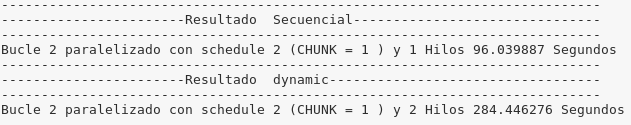 ---------------------------------------------------------------------------
-----------------------Resultado  Secuencial-------------------------------
---------------------------------------------------------------------------
Bucle 2 paralelizado con schedule 2 (CHUNK = 1 ) y 1 Hilos 96.039887 Segundos
---------------------------------------------------------------------------
-----------------------Resultado  dynamic----------------------------------
---------------------------------------------------------------------------
Bucle 2 paralelizado con schedule 2 (CHUNK = 1 ) y 2 Hilos 284.446276 Segundos